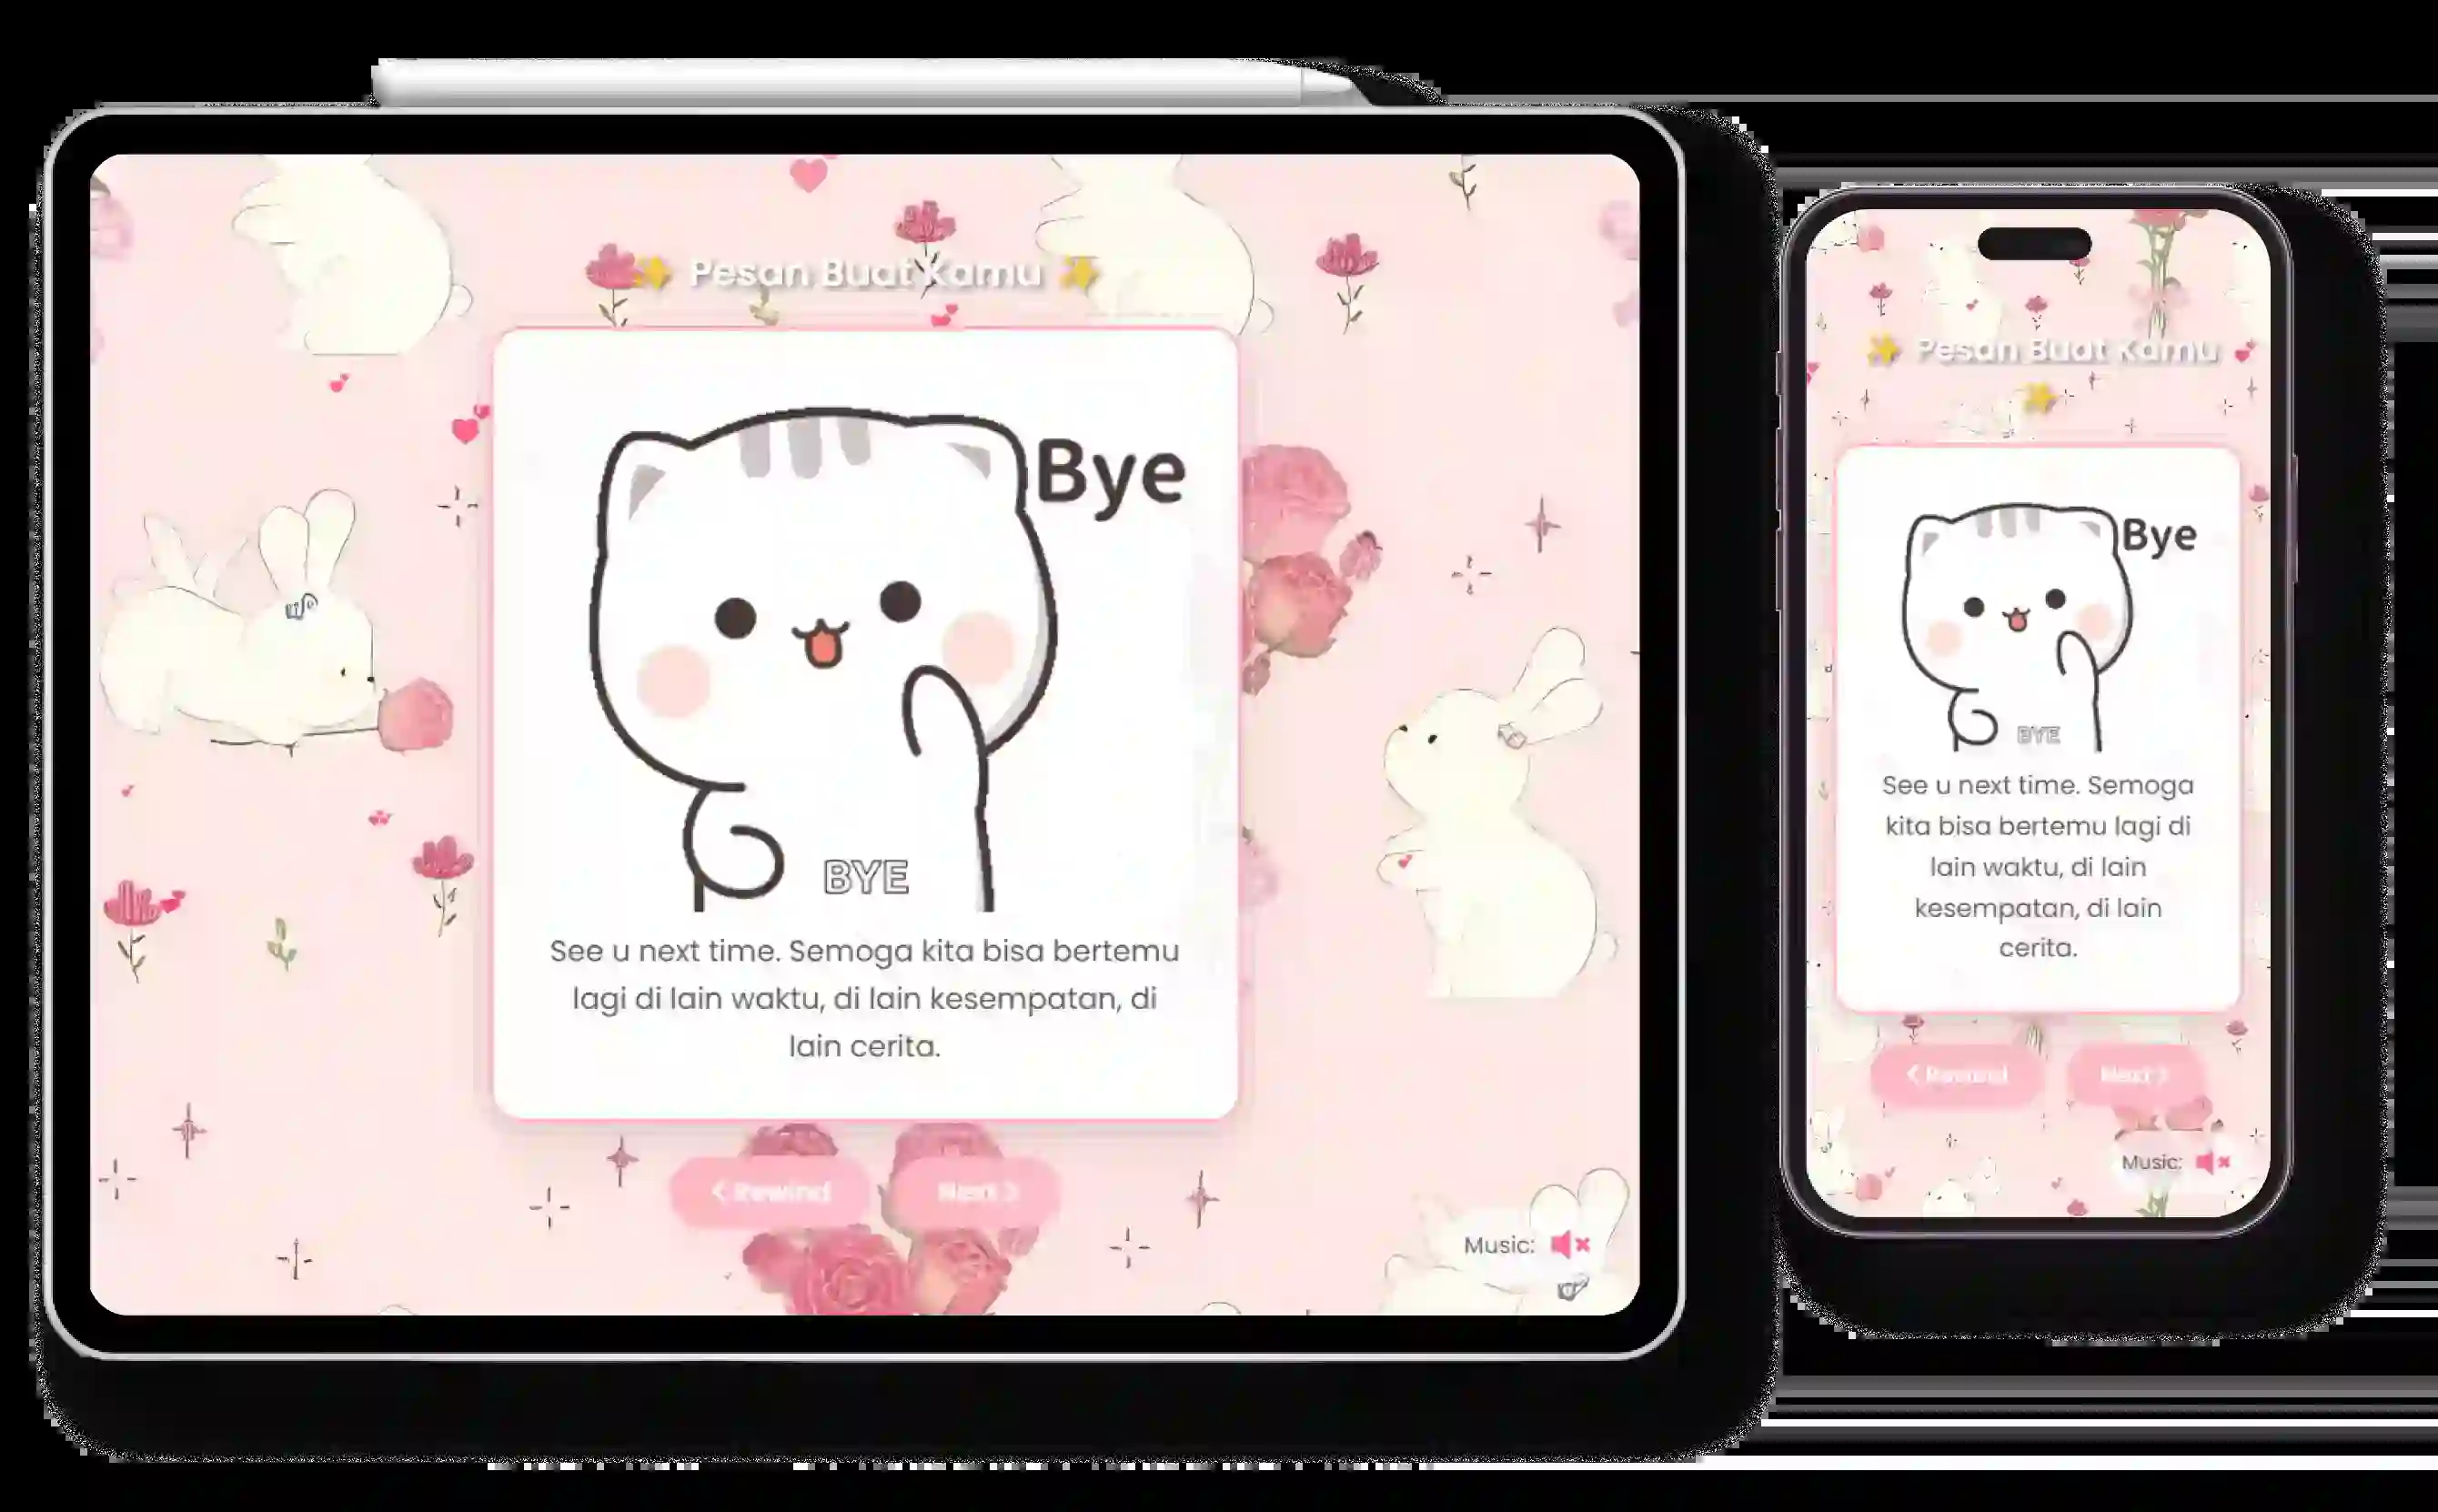 ✨ Pesan Buat Kamu ✨
Bye
BYE
See u next time. Semoga kita bisa bertemu
lagi di lain waktu, di lain kesempatan, di
lain cerita.
< Rewind
Next >
Music:
✨ Pesan Buat Kamu
✨
Bye
BYE
See u next time. Semoga
kita bisa bertemu lagi di
lain waktu, di lain
kesempatan, di lain
cerita.
< Rewind
Next >
Music: